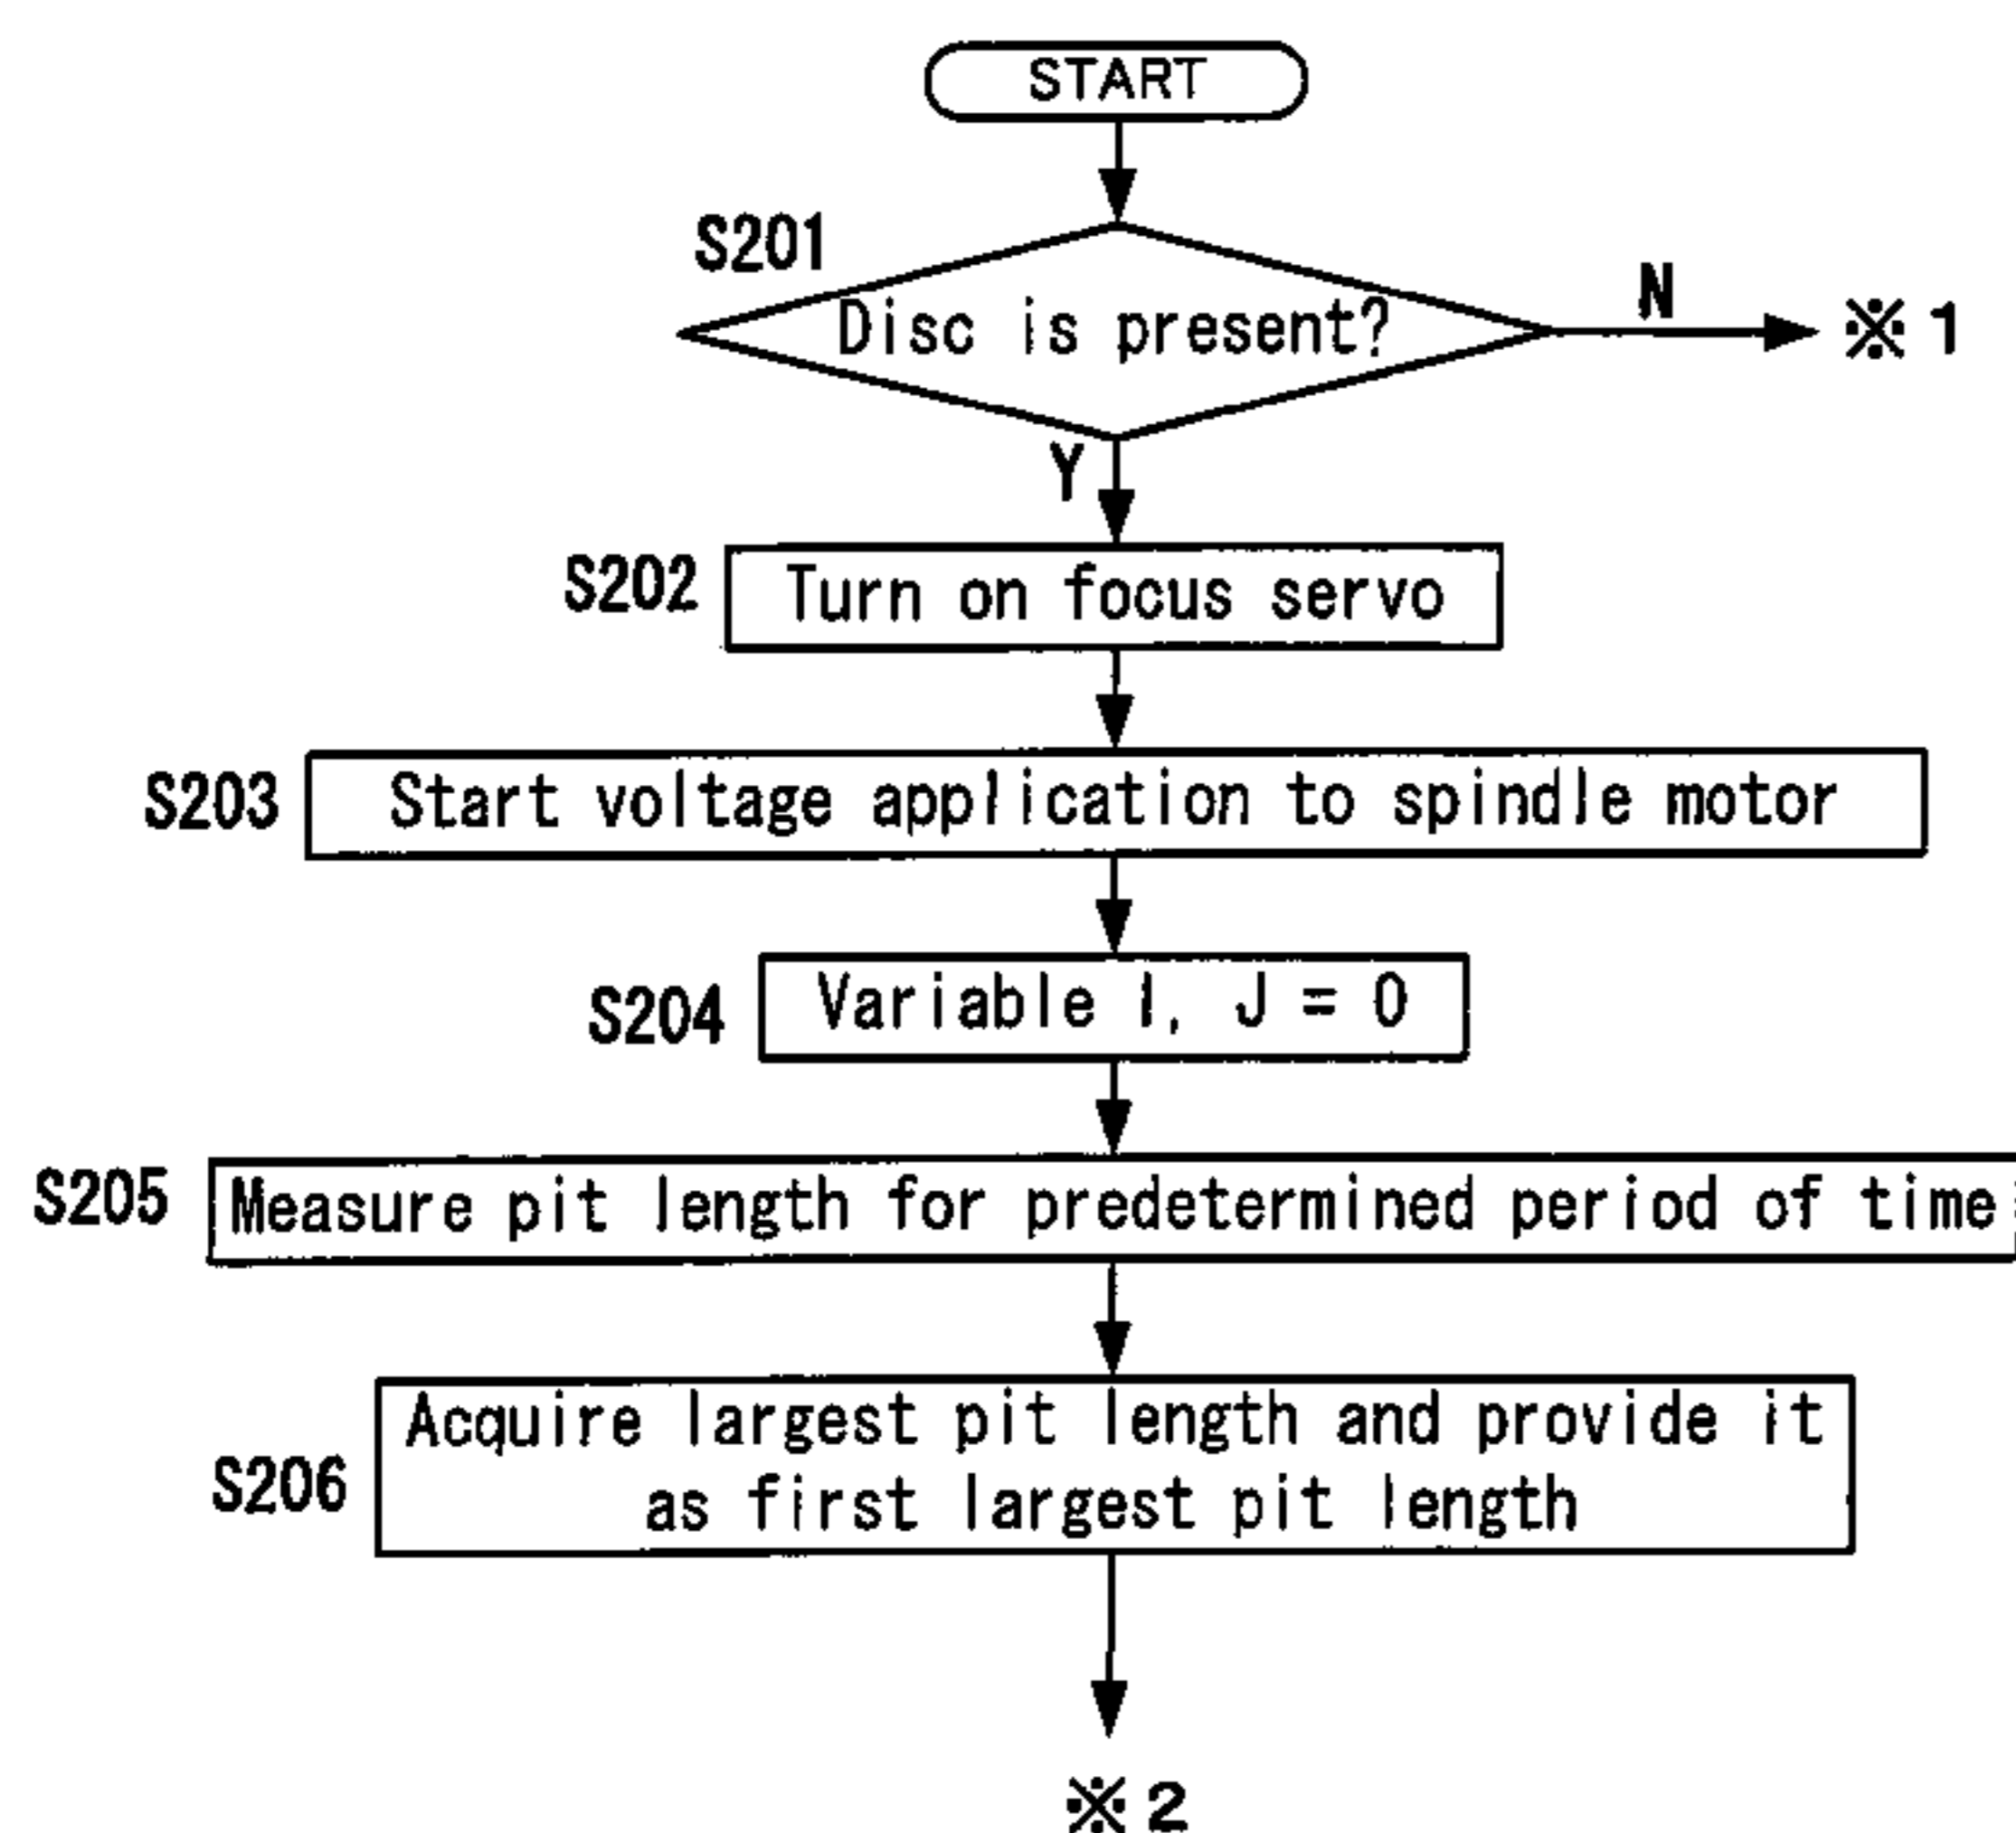 START
S201
Disc is present?
N
※1
Y
S202
Turn on focus servo
S203
Start voltage application to spindle motor
S204
Variable I, J = 0
S205
Measure pit length for predetermined period of time
S206
Acquire largest pit length and provide it
as first largest pit length
※2